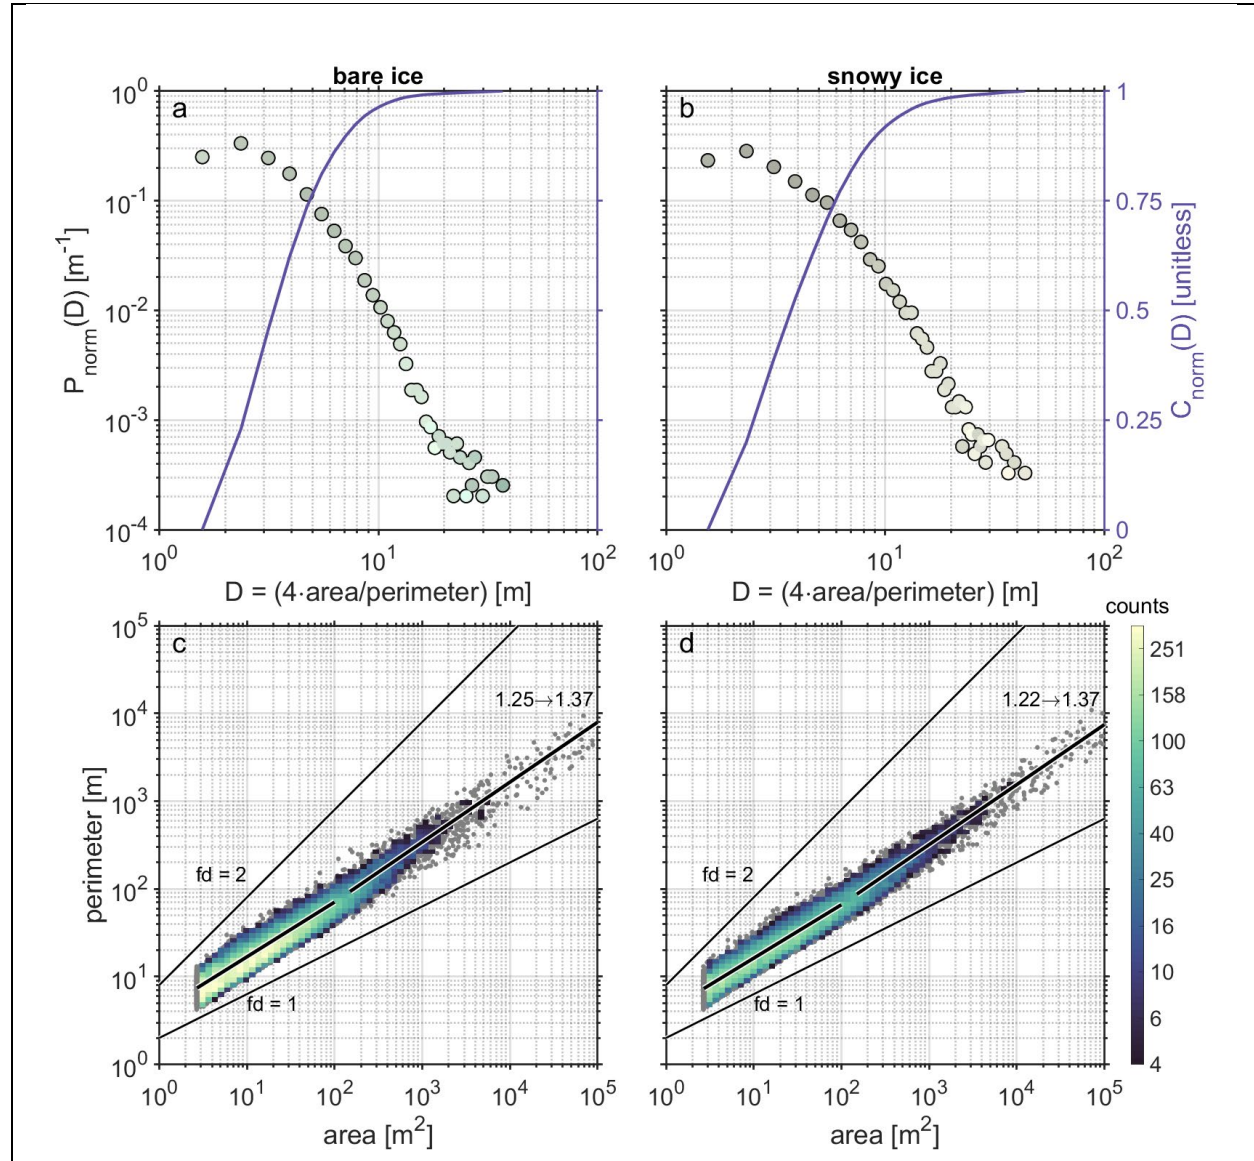 bare ice
snowy ice
a
b
10^0
10^-1
10^-2
10^-3
10^-4
P_norm(D) [m^-1]
1
0.75
0.5
0.25
0
C_norm(D) [unitless]
10^0
10^1
10^2
10^0
10^1
10^2
D = (4·area/perimeter) [m]
D = (4·area/perimeter) [m]
c
d
10^5
10^4
10^3
10^2
10^1
10^0
perimeter [m]
1.25→1.37
fd = 2
fd = 1
1.22→1.37
fd = 2
fd = 1
counts
251
158
100
63
40
25
16
10
6
4
10^0
10^1
10^2
10^3
10^4
10^5
10^0
10^1
10^2
10^3
10^4
10^5
area [m^2]
area [m^2]